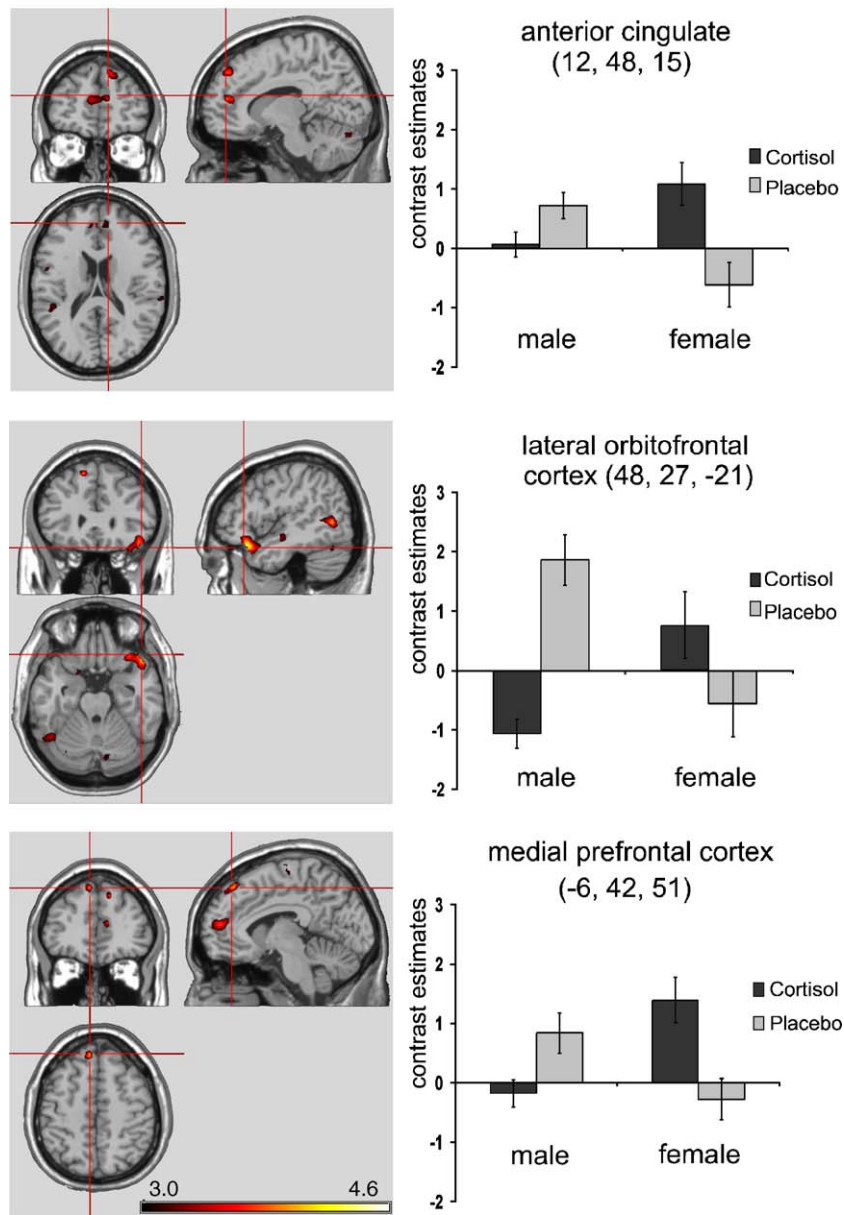 anterior cingulate
(12, 48, 15)
contrast estimates
3
2
1
0
-1
-2
Cortisol
Placebo
male
female
lateral orbitofrontal
cortex (48, 27, -21)
contrast estimates
3
2
1
0
-1
-2
Cortisol
Placebo
male
female
medial prefrontal cortex
(-6, 42, 51)
contrast estimates
3
2
1
0
-1
-2
Cortisol
Placebo
male
female
3.0 4.6